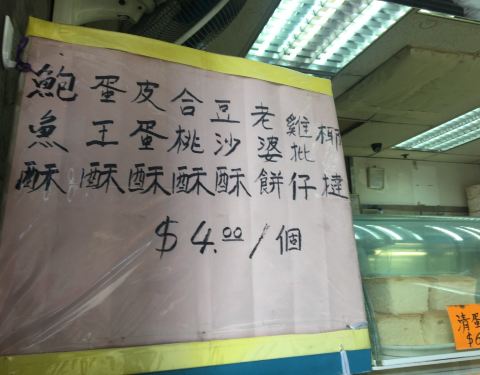 鮑魚酥
蛋王酥
皮蛋酥
合桃酥
豆沙酥
老婆餅
雞批仔
椰撻
$4.00/個
清蛋
$6